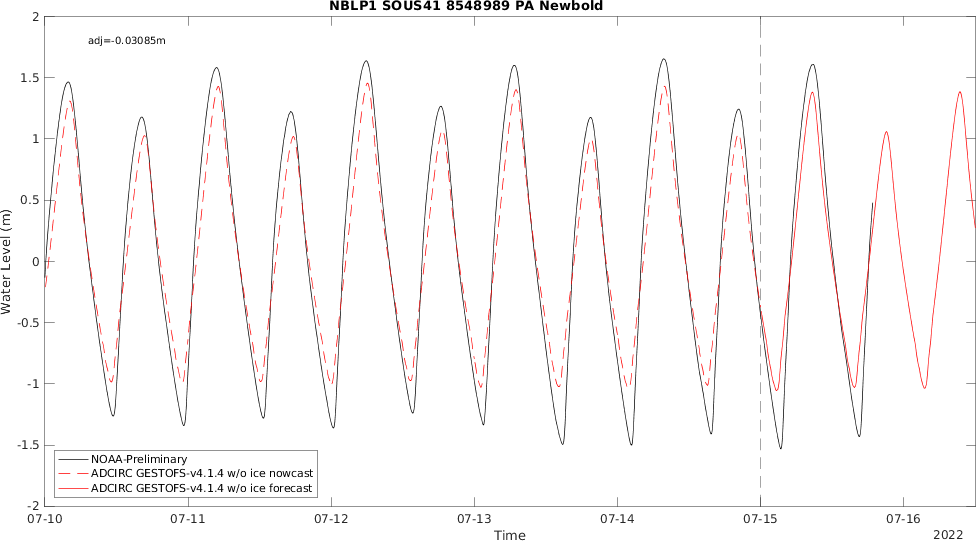 NBLP1 SOUS41 8548989 PA Newbold
adj=-0.03085m
2
1.5
1
0.5
0
-0.5
-1
-1.5
-2
Water Level (m)
NOAA-Preliminary
ADCIRC GESTOFS-v4.1.4 w/o ice nowcast
ADCIRC GESTOFS-v4.1.4 w/o ice forecast
07-10 07-11 07-12 07-13 07-14 07-15 07-16
Time
2022